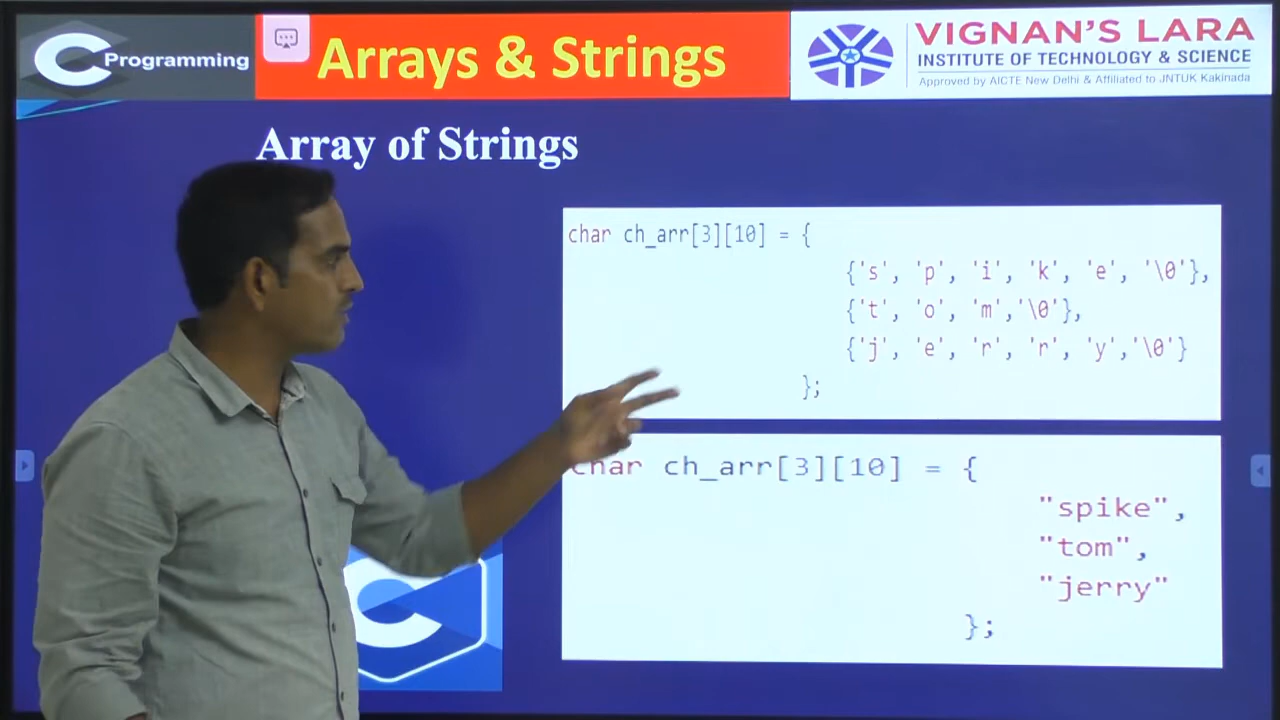 C Programming
Arrays & Strings
VIGNAN'S LARA
INSTITUTE OF TECHNOLOGY & SCIENCE
Approved by AICTE New Delhi & Affiliated to JNTUK Kakinada
Array of Strings
char ch_arr[3][10] = {
{'s', 'p', 'i', 'k', 'e', '\0'},
{'t', 'o', 'm','\0'},
{'j', 'e', 'r', 'r', 'y','\0'}
};
char ch_arr[3][10] = {
"spike",
"tom",
"jerry"
};
C